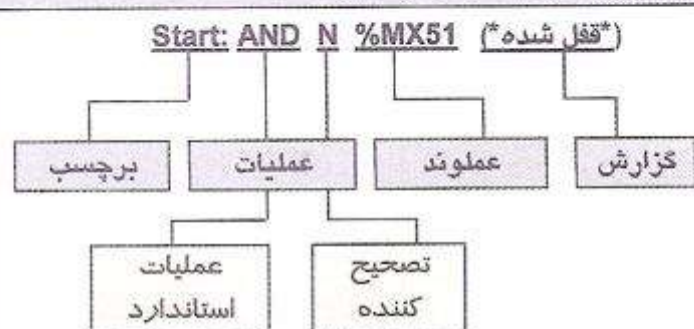 Start: AND N %MX51 (*قفل شده*)
برچسب
عملیات
عملوند
گزارش
عملیات
استاندارد
تصحیح
کننده